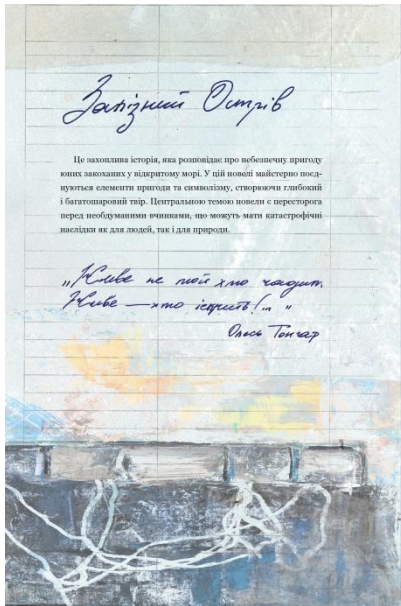 Залізний Острів
Це захоплива історія, яка розповідає про небезпечну пригоду
юних закоханих у відкритому морі. У цій новелі майстерно поєд-
нуються елементи пригоди та символізму, створюючи глибокий
і багатошаровий твір. Центральною темою новели є пересторога
перед необдуманими вчинками, що можуть мати катастрофічні
наслідки як для людей, так і для природи.
„Живе не той хто чадить.
Живе — хто іскрить!.. "
Олесь Гончар